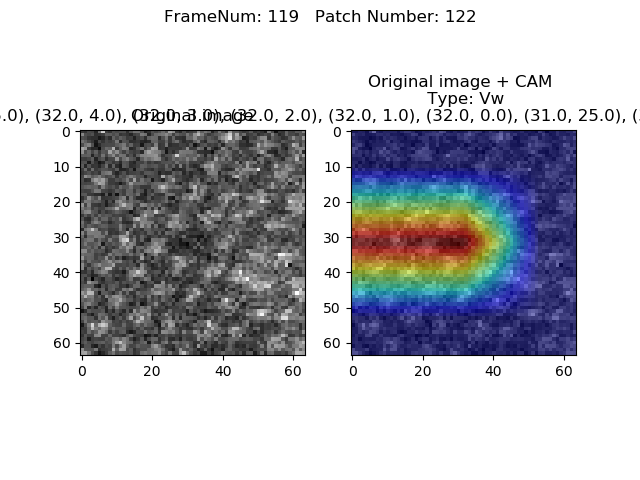 FrameNum: 119   Patch Number: 122
Original image + CAM
Type: Vw
.0), (32.0, 4.0), (32.0, 3.0), (32.0, 2.0), (32.0, 1.0), (32.0, 0.0), (31.0, 25.0), (3
Original image
0
10
20
30
40
50
60
0 20 40 60
0
10
20
30
40
50
60
0 20 40 60